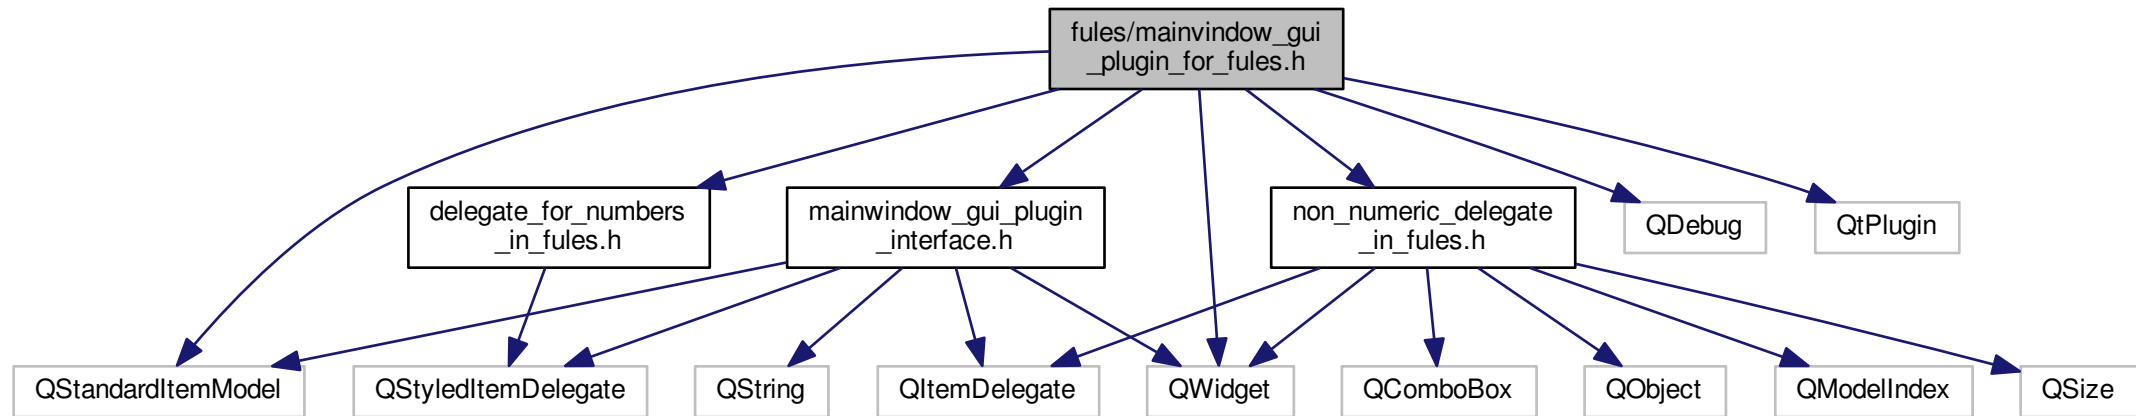 fules/mainvindow_gui
_plugin_for_fules.h
delegate_for_numbers
_in_fules.h
mainwindow_gui_plugin
_interface.h
non_numeric_delegate
_in_fules.h
QDebug
QtPlugin
QStandardItemModel
QStyledItemDelegate
QString
QItemDelegate
QWidget
QComboBox
QObject
QModelIndex
QSize